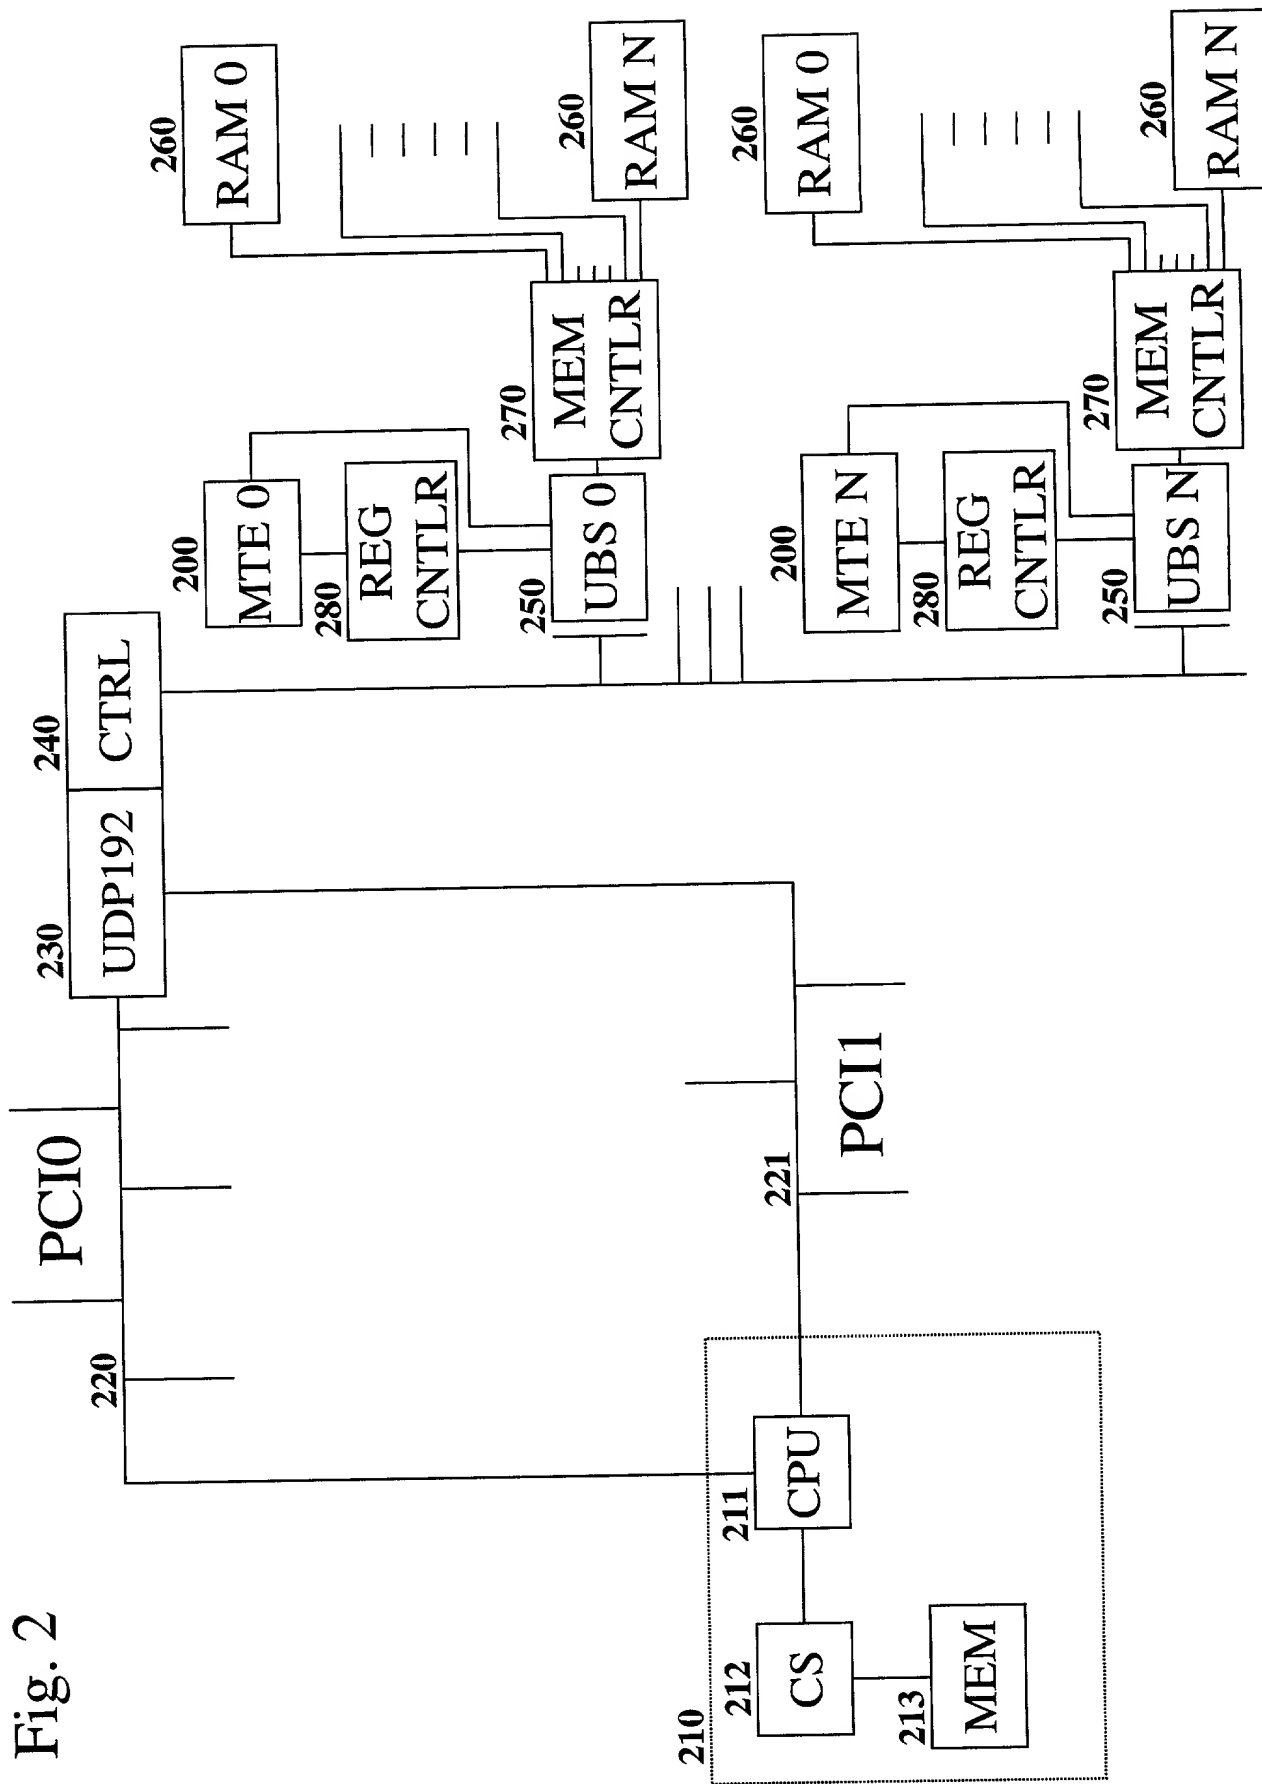 Fig. 2
210
212
CS
213
MEM
211
CPU
220
PCI0
221
PCI1
230
UDP192
240
CTRL
200
MTE 0
280
REG
CNTLR
250
UBS 0
270
MEM
CNTLR
260
RAM 0
260
RAM N
200
MTE N
280
REG
CNTLR
250
UBS N
270
MEM
CNTLR
260
RAM 0
260
RAM N